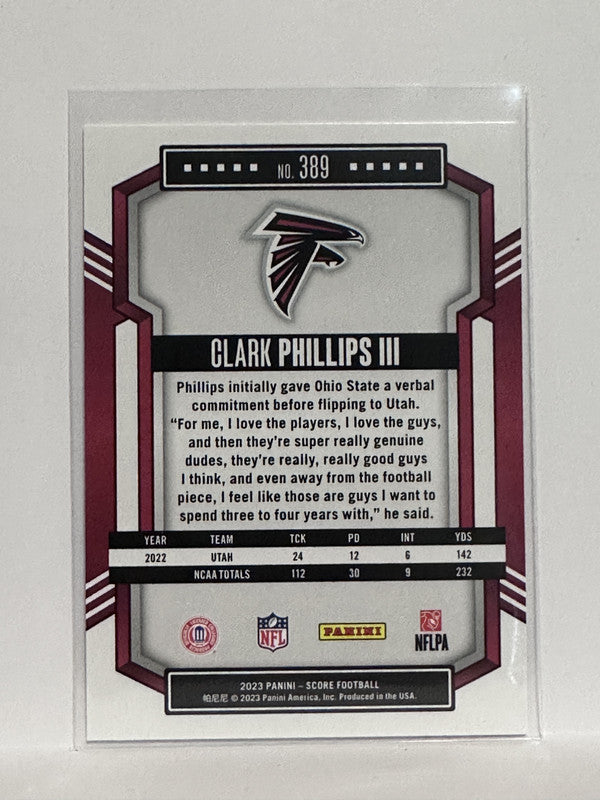 NO. 389
CLARK PHILLIPS III
Phillips initially gave Ohio State a verbal
commitment before flipping to Utah.
“For me, I love the players, I love the guys,
and then they’re super really genuine
dudes, they’re really, really good guys
I think, and even away from the football
piece, I feel like those are guys I want to
spend three to four years with,” he said.
YEAR TEAM TCK PD INT YDS
2022 UTAH 24 12 6 142
NCAA TOTALS 112 30 9 232
NFL
PANINI
NFLPA
2023 PANINI – SCORE FOOTBALL
帕尼尼 © 2023 Panini America, Inc. Produced in the USA.